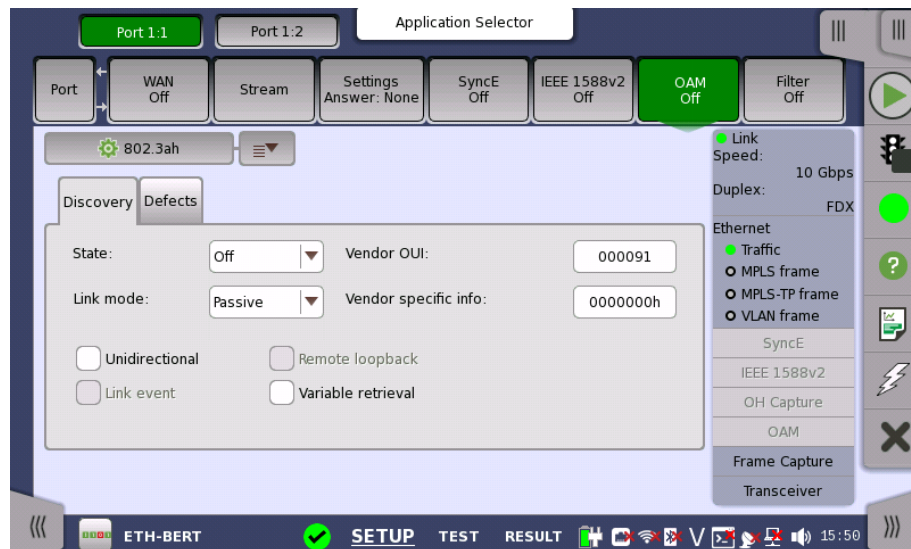 Application Selector
Port 1:1
Port 1:2
Port
WAN
Off
Stream
Settings
Answer: None
SyncE
Off
IEEE 1588v2
Off
OAM
Off
Filter
Off
802.3ah
Discovery
Defects
State:
Off
Vendor OUI:
000091
Link mode:
Passive
Vendor specific info:
0000000h
Unidirectional
Remote loopback
Link event
Variable retrieval
Link
Speed:
10 Gbps
Duplex:
FDX
Ethernet
Traffic
MPLS frame
MPLS-TP frame
VLAN frame
SyncE
IEEE 1588v2
OH Capture
OAM
Frame Capture
Transceiver
ETH-BERT
SETUP
TEST
RESULT
V
15:50